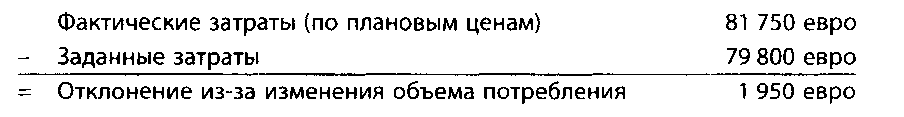 Фактические затраты (по плановым ценам) 81 750 евро
– Заданные затраты 79 800 евро
= Отклонение из-за изменения объема потребления 1 950 евро